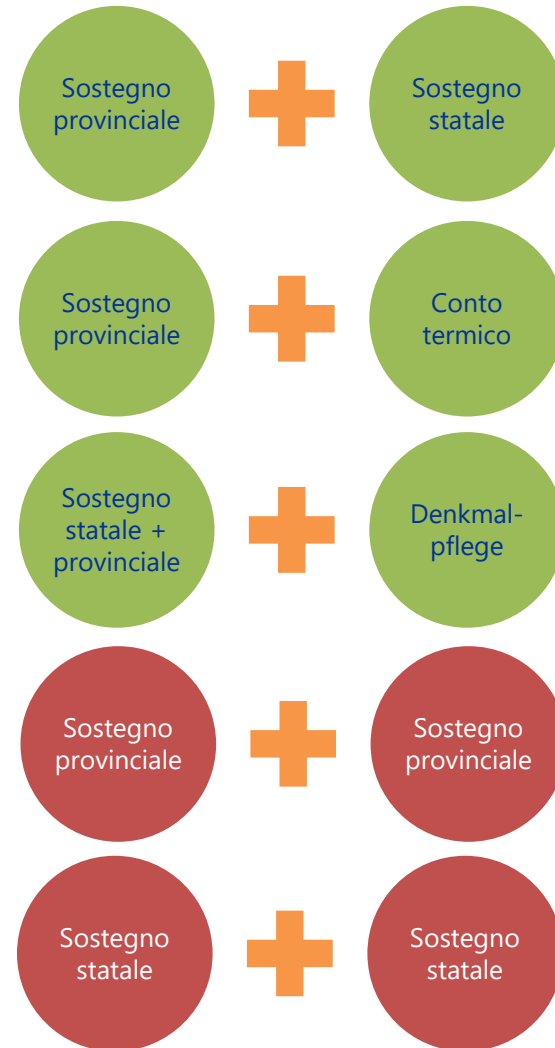 Sostegno
provinciale
Sostegno
statale
Sostegno
provinciale
Conto
termico
Sostegno
statale +
provinciale
Denkmal-
pflege
Sostegno
provinciale
Sostegno
provinciale
Sostegno
statale
Sostegno
statale